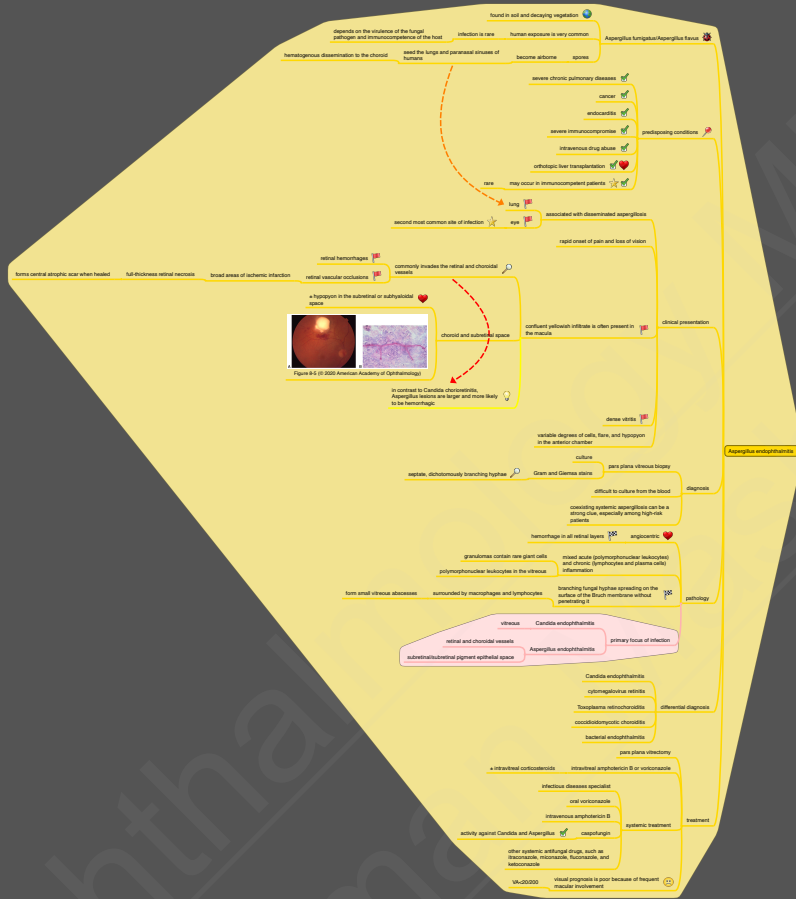 found in soil and decaying vegetation
depends on the virulence of the fungal
pathogen and immunocompetence of the host
infection is rare
human exposure is very common
Aspergillus fumigatus/Aspergillus flavus
hematogenous dissemination to the choroid
seed the lungs and paranasal sinuses of
humans
become airborne
spores
severe chronic pulmonary diseases
cancer
endocarditis
severe immunocompromise
predisposing conditions
intravenous drug abuse
orthotopic liver transplantation
rare
may occur in immunocompetent patients
lung
associated with disseminated aspergillosis
second most common site of infection
eye
rapid onset of pain and loss of vision
retinal hemorrhages
commonly invades the retinal and choroidal
vessels
forms central atrophic scar when healed
full-thickness retinal necrosis
broad areas of ischemic infarction
retinal vascular occlusions
± hypopyon in the subretinal or subhyaloidal
space
choroid and subretinal space
confluent yellowish infiltrate is often present in
the macula
clinical presentation
Figure 8-5 (© 2020 American Academy of Ophthalmology)
in contrast to Candida chorioretinitis,
Aspergillus lesions are larger and more likely
to be hemorrhagic
dense vitritis
variable degrees of cells, flare, and hypopyon
in the anterior chamber
Aspergillus endophthalmitis
culture
pars plana vitreous biopsy
septate, dichotomously branching hyphae
Gram and Giemsa stains
difficult to culture from the blood
diagnosis
coexisting systemic aspergillosis can be a
strong clue, especially among high-risk
patients
hemorrhage in all retinal layers
angiocentric
granulomas contain rare giant cells
mixed acute (polymorphonuclear leukocytes)
and chronic (lymphocytes and plasma cells)
inflammation
polymorphonuclear leukocytes in the vitreous
form small vitreous abscesses
surrounded by macrophages and lymphocytes
branching fungal hyphae spreading on the
surface of the Bruch membrane without
penetrating it
pathology
vitreous
Candida endophthalmitis
primary focus of infection
retinal and choroidal vessels
Aspergillus endophthalmitis
subretinal/subretinal pigment epithelial space
Candida endophthalmitis
cytomegalovirus retinitis
Toxoplasma retinochoroiditis
differential diagnosis
coccidioidomycotic choroiditis
bacterial endophthalmitis
pars plana vitrectomy
± intravitreal corticosteroids
intravitreal amphotericin B or voriconazole
infectious diseases specialist
oral voriconazole
intravenous amphotericin B
systemic treatment
treatment
activity against Candida and Aspergillus
caspofungin
other systemic antifungal drugs, such as
itraconazole, miconazole, fluconazole, and
ketoconazole
VA<20/200
visual prognosis is poor because of frequent
macular involvement